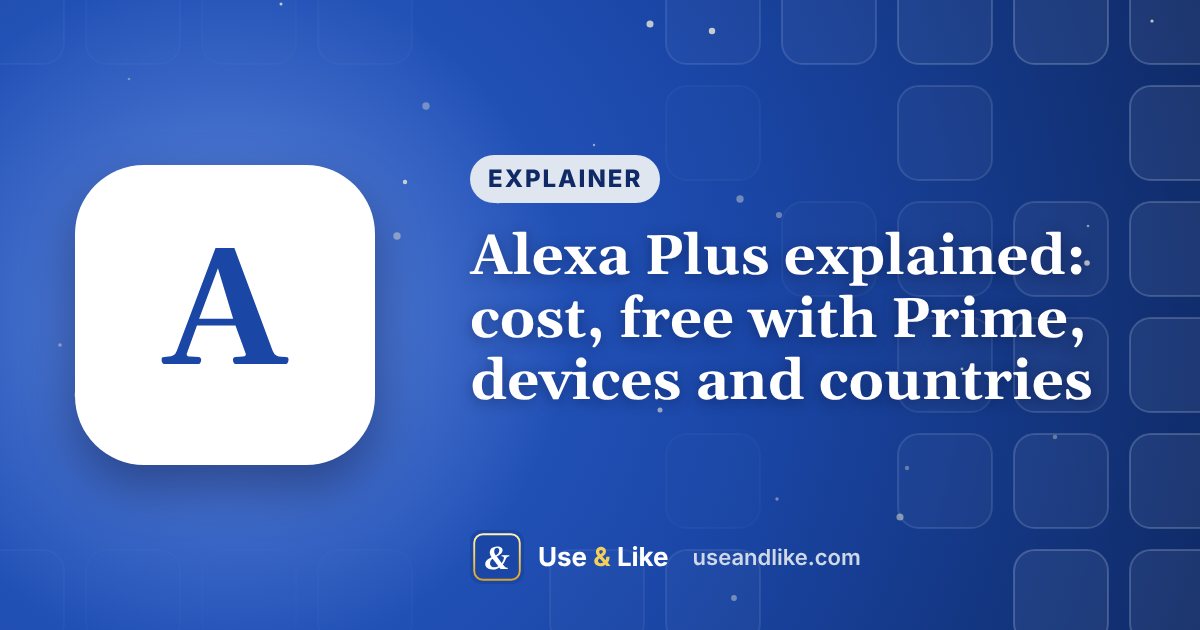 A
EXPLAINER
Alexa Plus explained:
cost, free with Prime,
devices and countries
& Use & Like useandlike.com